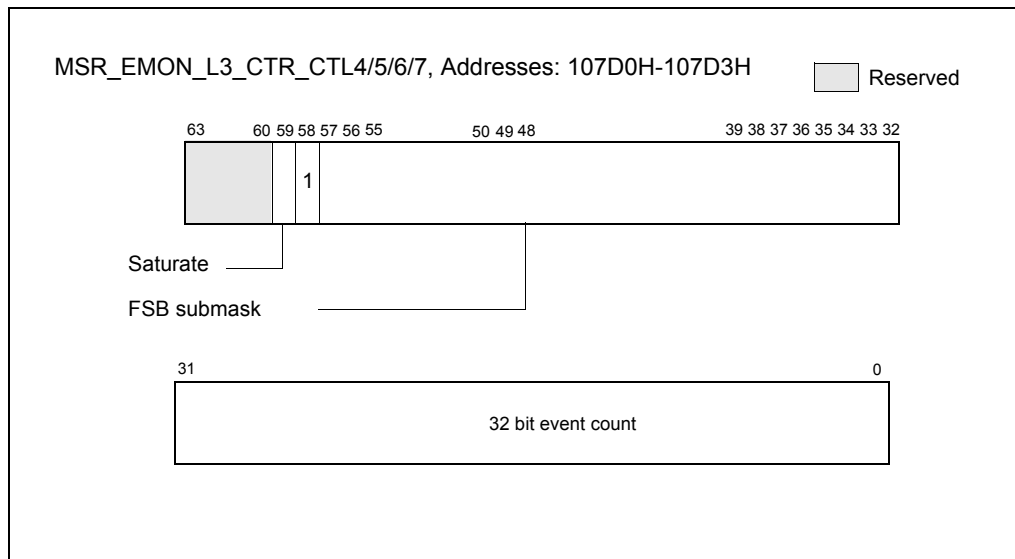 MSR_EMON_L3_CTR_CTL4/5/6/7, Addresses: 107D0H-107D3H
Reserved
63 60 59 58 57 56 55 50 49 48 39 38 37 36 35 34 33 32
1
Saturate
FSB submask
31 0
32 bit event count